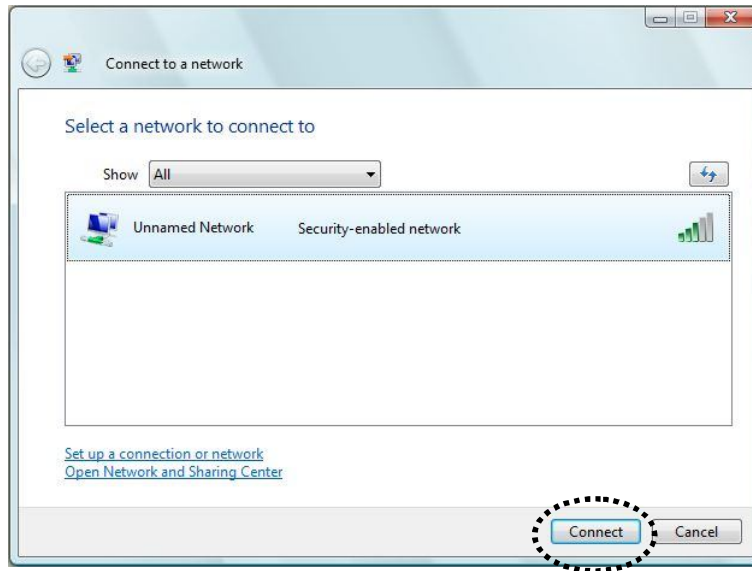 Connect to a network
Select a network to connect to
Show All
Unnamed Network Security-enabled network
Set up a connection or network
Open Network and Sharing Center
Connect Cancel